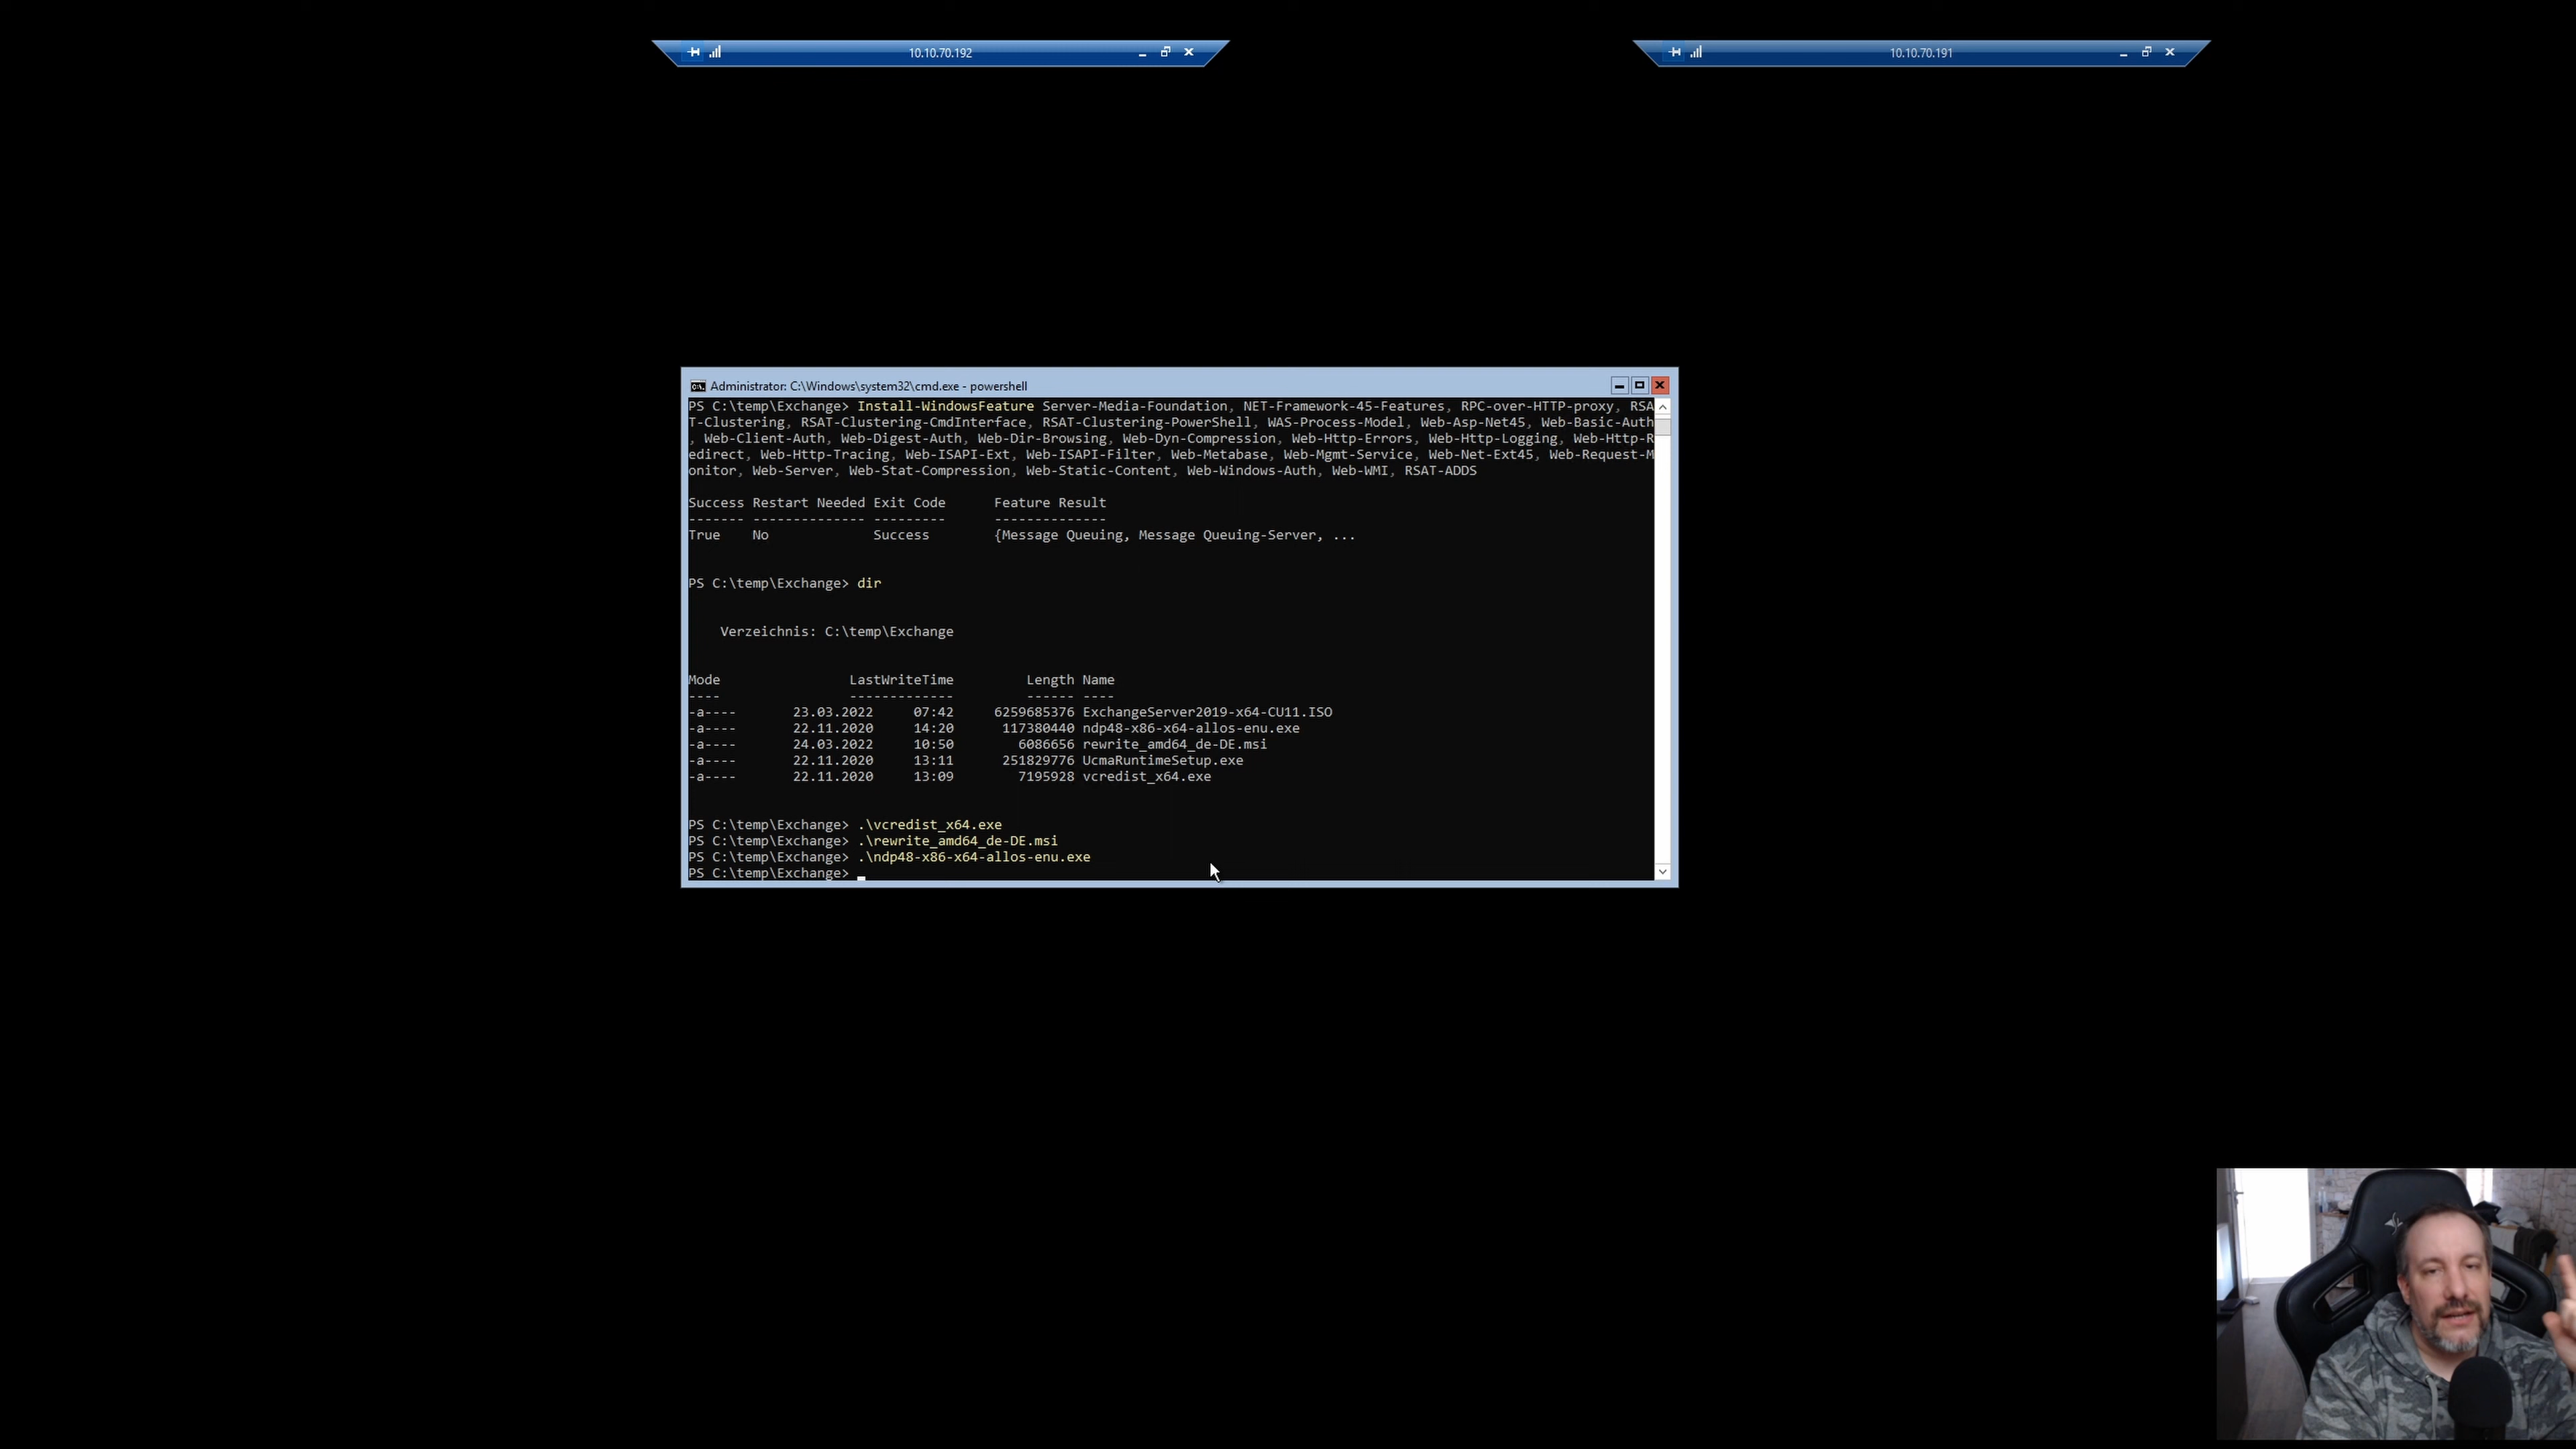 10.10.70.192
10.10.70.191
Administrator: C:\Windows\system32\cmd.exe - powershell
PS C:\temp\Exchange> Install-WindowsFeature Server-Media-Foundation, NET-Framework-45-Features, RPC-over-HTTP-proxy, RSA
T-Clustering, RSAT-Clustering-CmdInterface, RSAT-Clustering-PowerShell, WAS-Process-Model, Web-Asp-Net45, Web-Basic-Auth
, Web-Client-Auth, Web-Digest-Auth, Web-Dir-Browsing, Web-Dyn-Compression, Web-Http-Errors, Web-Http-Logging, Web-Http-R
edirect, Web-Http-Tracing, Web-ISAPI-Ext, Web-ISAPI-Filter, Web-Metabase, Web-Mgmt-Service, Web-Net-Ext45, Web-Request-M
onitor, Web-Server, Web-Stat-Compression, Web-Static-Content, Web-Windows-Auth, Web-WMI, RSAT-ADDS
Success Restart Needed Exit Code      Feature Result
------- -------------- ---------      --------------
True    No             Success        {Message Queuing, Message Queuing-Server, ...
PS C:\temp\Exchange> dir
Verzeichnis: C:\temp\Exchange
Mode                LastWriteTime         Length Name
----                -------------         ------ ----
-a----       23.03.2022     07:42     6259685376 ExchangeServer2019-x64-CU11.ISO
-a----       22.11.2020     14:20      117380440 ndp48-x86-x64-allos-enu.exe
-a----       24.03.2022     10:50        6086656 rewrite_amd64_de-DE.msi
-a----       22.11.2020     13:11      251829776 UcmaRuntimeSetup.exe
-a----       22.11.2020     13:09        7195928 vcredist_x64.exe
PS C:\temp\Exchange> .\vcredist_x64.exe
PS C:\temp\Exchange> .\rewrite_amd64_de-DE.msi
PS C:\temp\Exchange> .\ndp48-x86-x64-allos-enu.exe
PS C:\temp\Exchange>